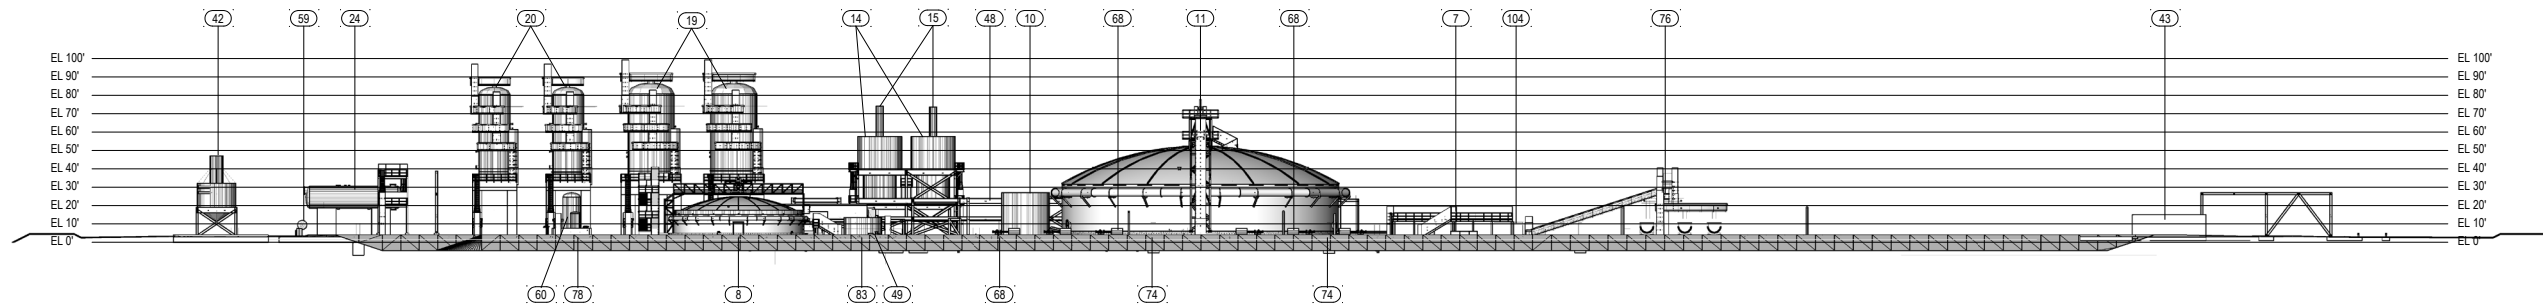 42 59 24 20 19 14 15 48 10 68 11 68 7 104 76 43
EL 100' EL 100'
EL 90' EL 90'
EL 80' EL 80'
EL 70' EL 70'
EL 60' EL 60'
EL 50' EL 50'
EL 40' EL 40'
EL 30' EL 30'
EL 20' EL 20'
EL 10' EL 10'
EL 0' EL 0'
60 78 8 83 49 68 74 74